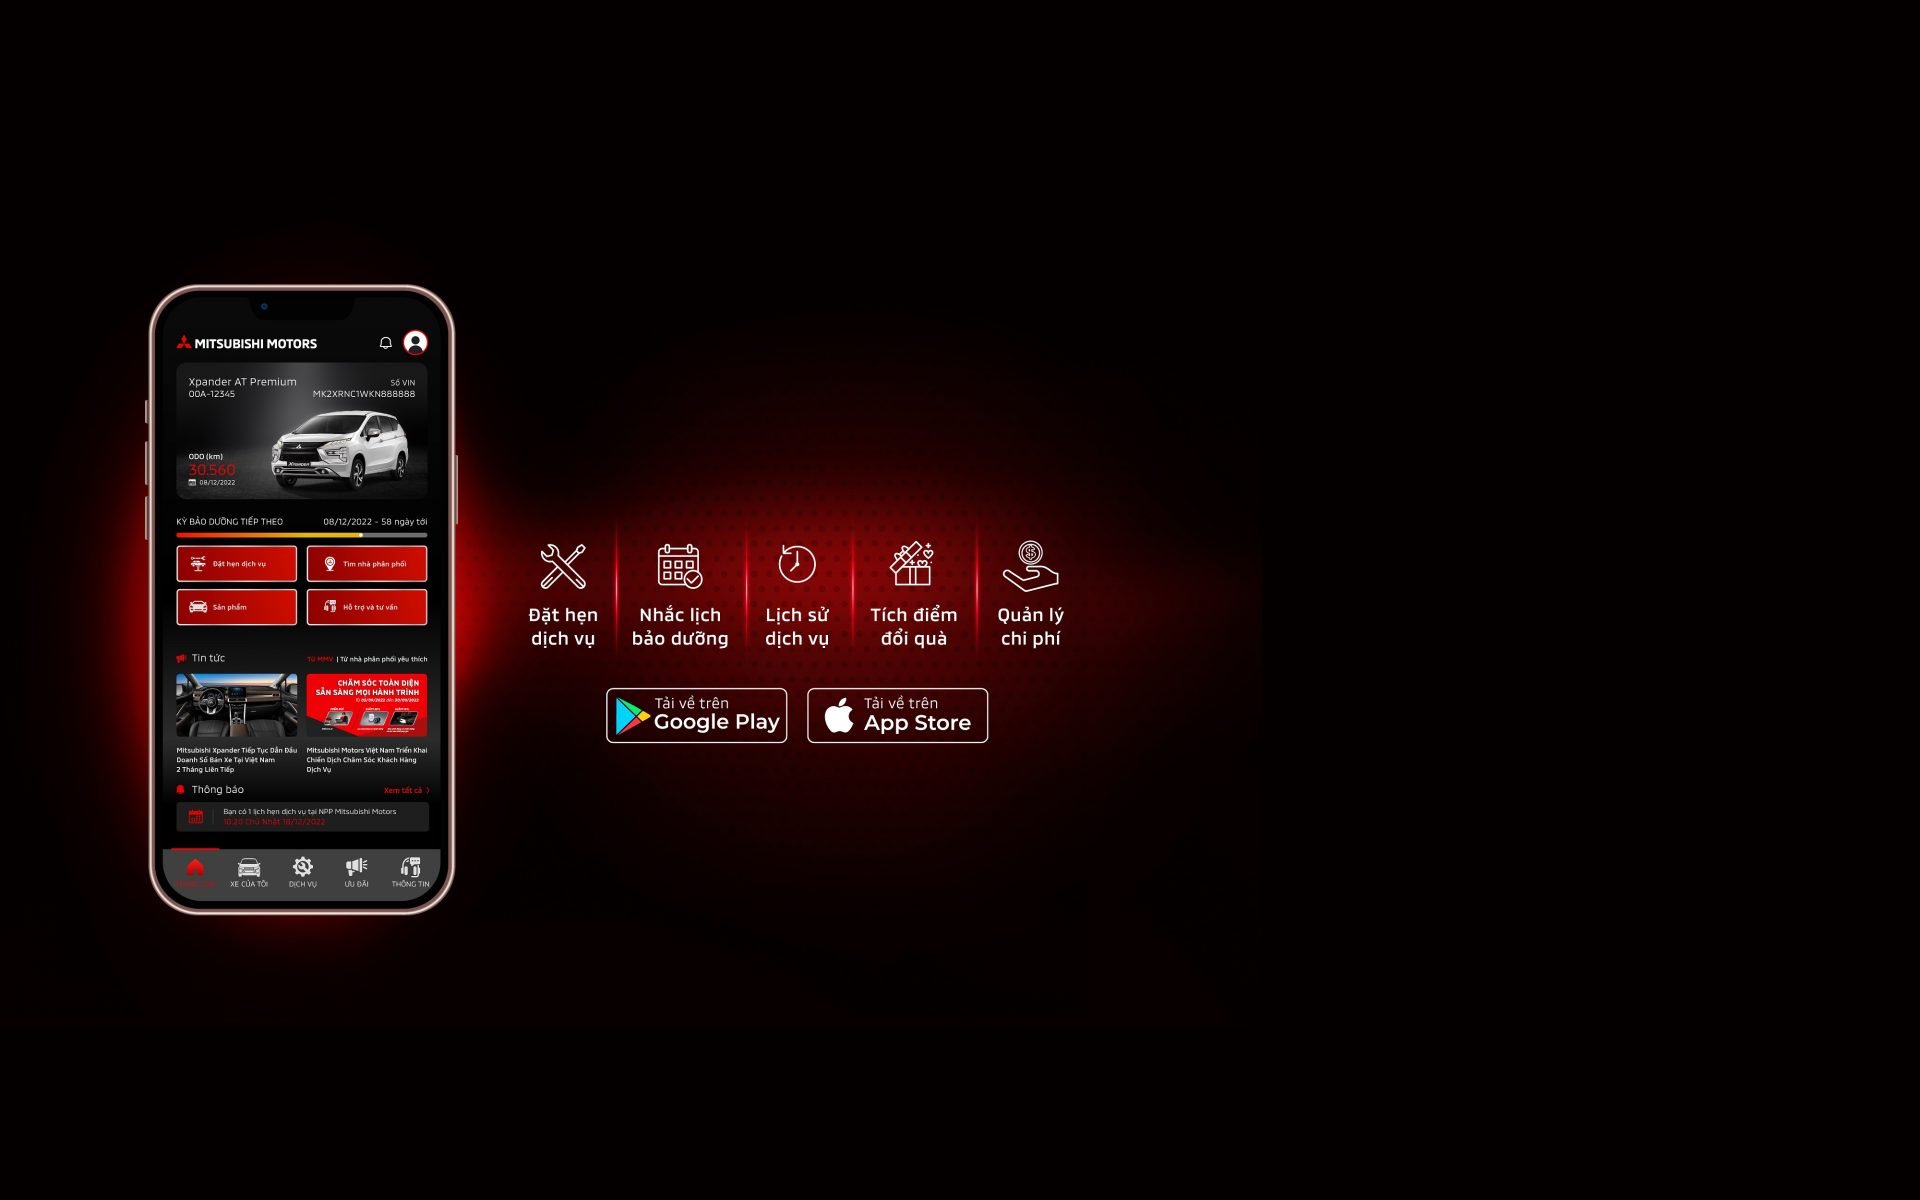 MITSUBISHI MOTORS
Xpander AT Premium
Số VIN
00A-12345
MK2XRNC1WKN888888
ODO (km)
30.560
08/12/2022
KỲ BẢO DƯỠNG TIẾP THEO
08/12/2022 - 58 ngày tới
Đặt hẹn dịch vụ
Tìm nhà phân phối
Sản phẩm
Hỗ trợ và tư vấn
Tin tức
Từ MMV | Từ nhà phân phối yêu thích
CHĂM SÓC TOÀN DIỆN
SẴN SÀNG MỌI HÀNH TRÌNH
Mitsubishi Xpander Tiếp Tục Dẫn Đầu
Doanh Số Bán Xe Tại Việt Nam
2 Tháng Liên Tiếp
Mitsubishi Motors Việt Nam Triển Khai
Chiến Dịch Chăm Sóc Khách Hàng
Dịch Vụ
Thông báo
Xem tất cả
Bạn có 1 lịch hẹn dịch vụ tại NPP Mitsubishi Motors
10:20 Chủ Nhật 18/12/2022
XE CỦA TÔI
DỊCH VỤ
ƯU ĐÃI
THÔNG TIN
Đặt hẹn
dịch vụ
Nhắc lịch
bảo dưỡng
Lịch sử
dịch vụ
Tích điểm
đổi quà
Quản lý
chi phí
Tải về trên
Google Play
Tải về trên
App Store